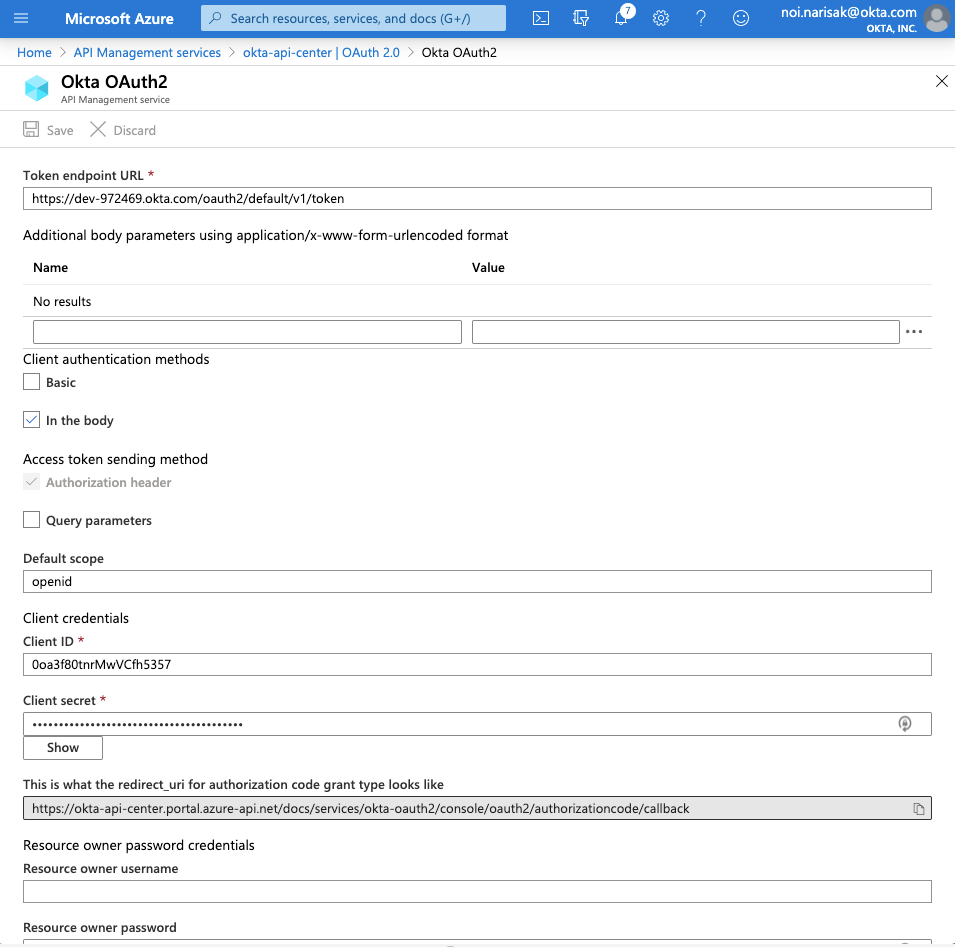 Microsoft Azure
Search resources, services, and docs (G+/)
7
noi.narisak@okta.com
OKTA, INC.
Home > API Management services > okta-api-center | OAuth 2.0 > Okta OAuth2
Okta OAuth2
API Management service
Save Discard
Token endpoint URL *
https://dev-972469.okta.com/oauth2/default/v1/token
Additional body parameters using application/x-www-form-urlencoded format
Name Value
No results
Client authentication methods
Basic
In the body
Access token sending method
Authorization header
Query parameters
Default scope
openid
Client credentials
Client ID *
0oa3f80tnrMwVCfh5357
Client secret *
••••••••••••••••••••••••••••••••••••••••
Show
This is what the redirect_uri for authorization code grant type looks like
https://okta-api-center.portal.azure-api.net/docs/services/okta-oauth2/console/oauth2/authorizationcode/callback
Resource owner password credentials
Resource owner username
Resource owner password